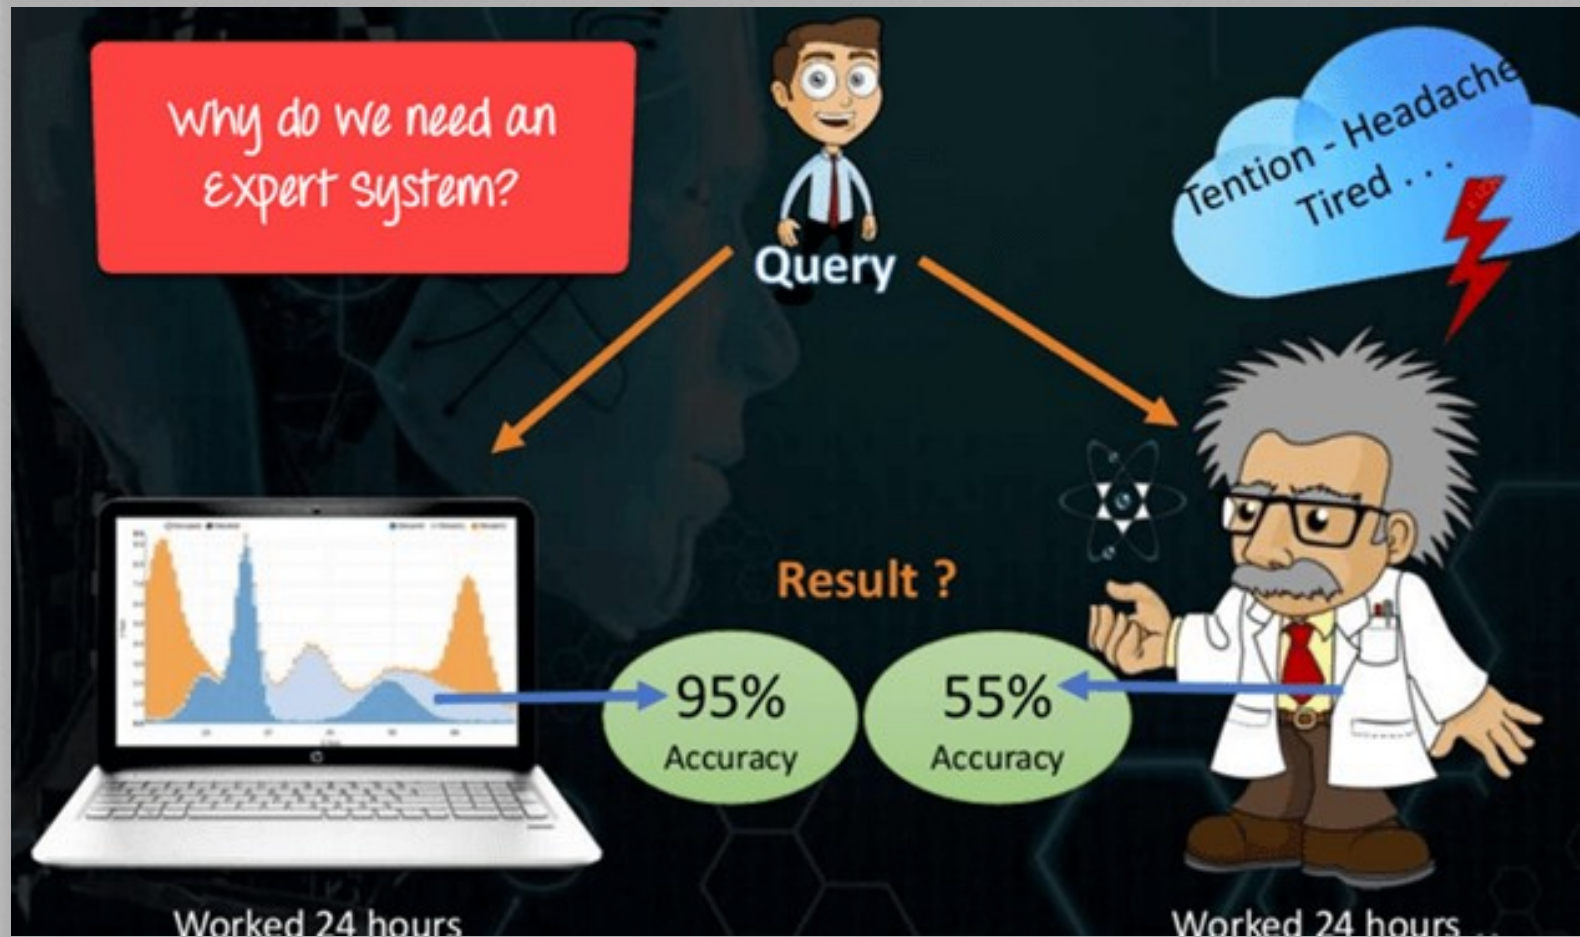 Why do we need an
Expert system?
Query
Tention - Headache
Tired . . .
Result ?
95%
Accuracy
55%
Accuracy
Worked 24 hours
Worked 24 hours ..